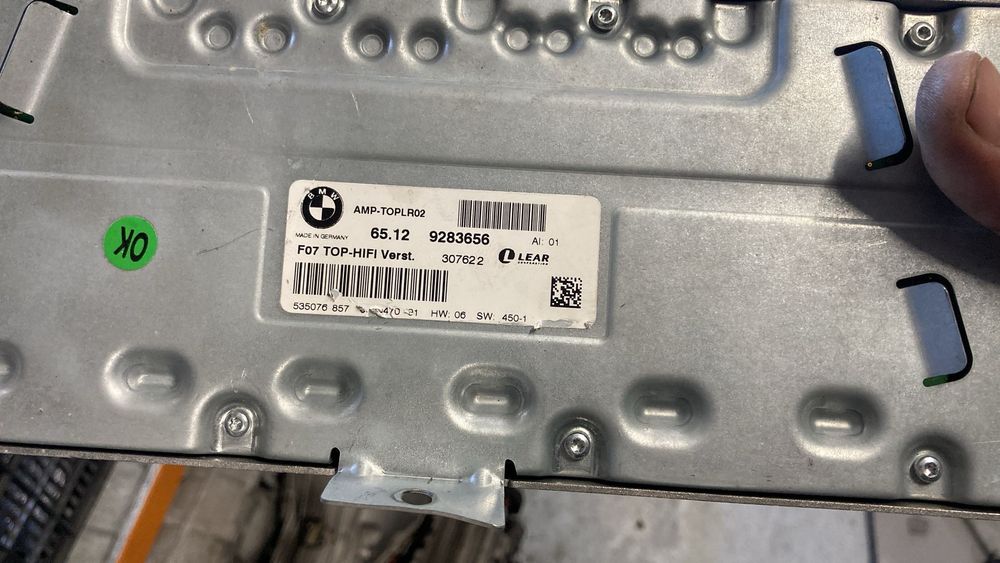 BMW
AMP-TOPLR02
MADE IN GERMANY
65.12 9283656
AI: 01
F07 TOP-HIFI Verst.
307622
LEAR
CORPORATION
535076 857
HW: 06 SW: 450-1
OK